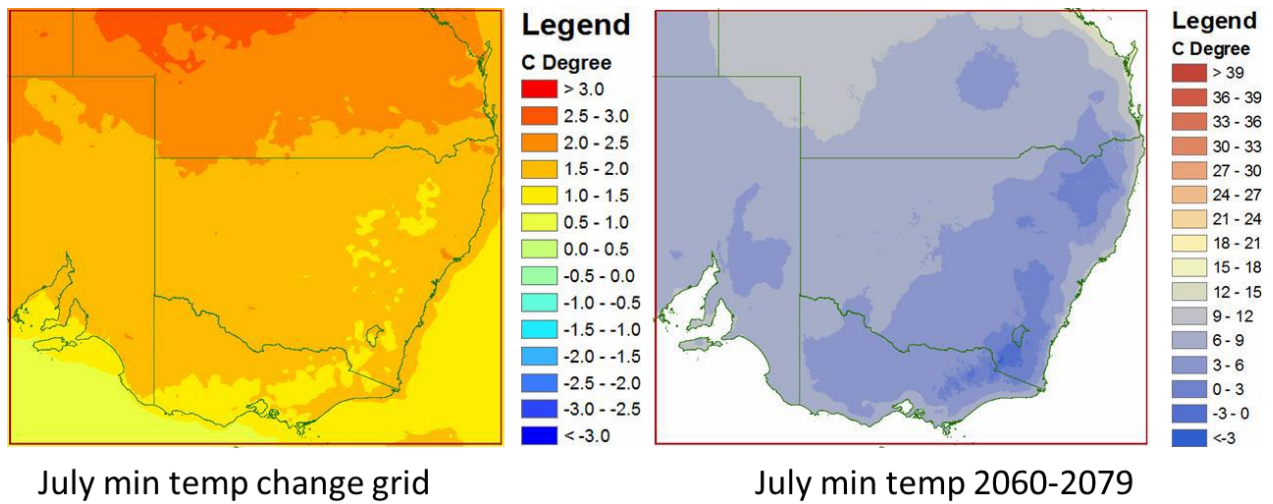 Legend
C Degree
> 3.0
2.5 - 3.0
2.0 - 2.5
1.5 - 2.0
1.0 - 1.5
0.5 - 1.0
0.0 - 0.5
-0.5 - 0.0
-1.0 - -0.5
-1.5 - -1.0
-2.0 - -1.5
-2.5 - -2.0
-3.0 - -2.5
< -3.0
July min temp change grid
Legend
C Degree
> 39
36 - 39
33 - 36
30 - 33
27 - 30
24 - 27
21 - 24
18 - 21
15 - 18
12 - 15
9 - 12
6 - 9
3 - 6
0 - 3
-3 - 0
<-3
July min temp 2060-2079